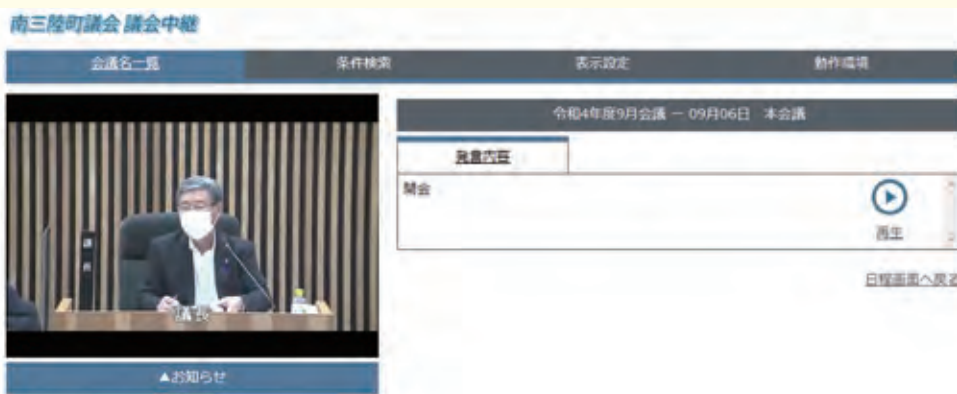 南三陸町議会 議会中継
会議名一覧 条件検索 表示設定 動作環境
令和4年度9月会議 － 09月06日 本会議
発言内容
開会
再生
日程画面へ戻る
議長
議長
▲お知らせ